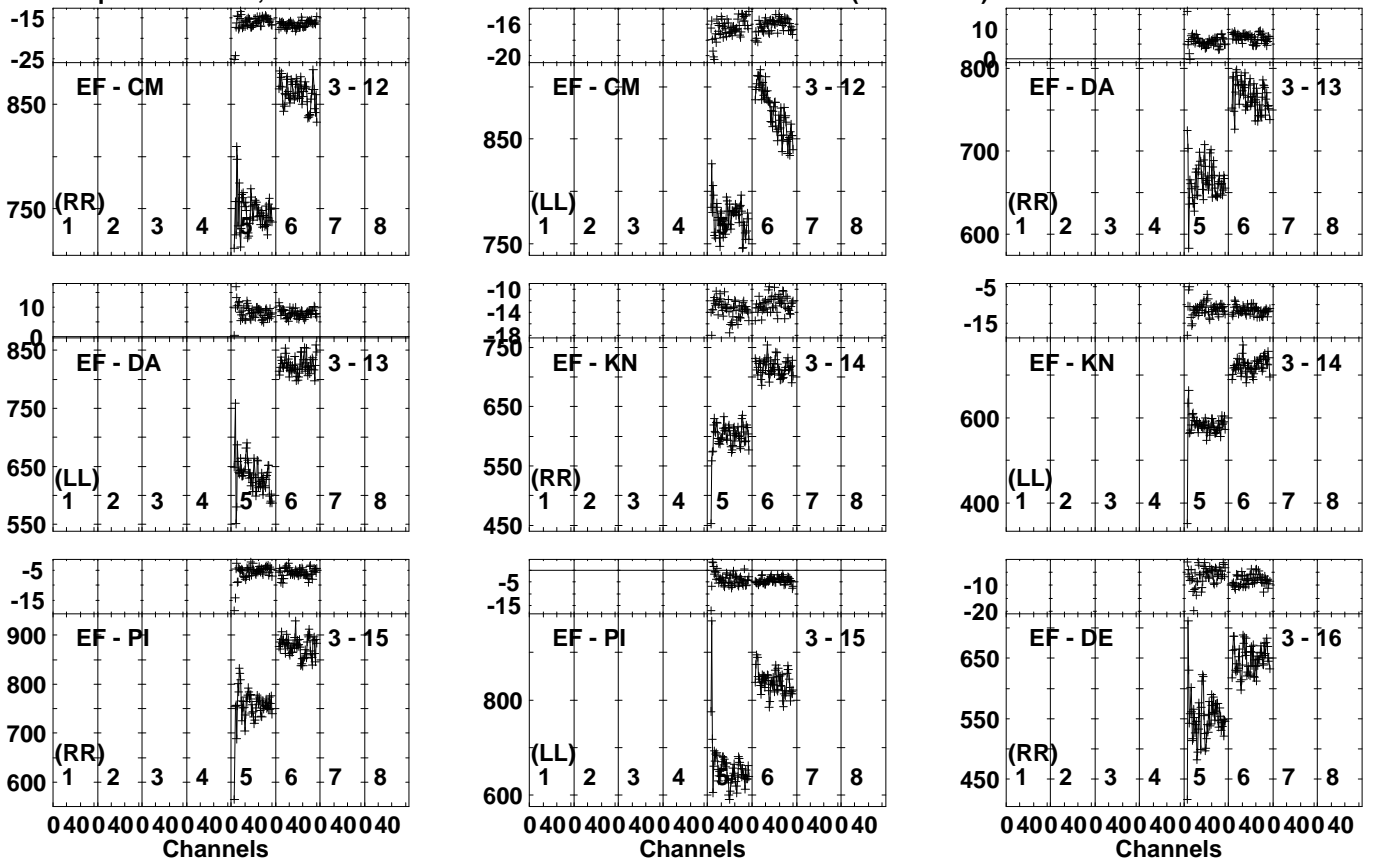 -15
-25
EF - CM 3 - 12
850
750
(RR)
1 2 3 4 5 6 7 8
-16
-20
EF - CM 3 - 12
850
750
(LL)
1 2 3 4 5 6 7 8
10
0
800
EF - DA 3 - 13
700
600
(RR)
1 2 3 4 5 6 7 8
10
0
850
EF - DA 3 - 13
750
650
550
(LL)
1 2 3 4 5 6 7 8
-10
-14
-18
750
EF - KN 3 - 14
650
550
450
(RR)
1 2 3 4 5 6 7 8
-5
-15
EF - KN 3 - 14
600
400
(LL)
1 2 3 4 5 6 7 8
-5
-15
900
EF - PI 3 - 15
800
700
600
(RR)
1 2 3 4 5 6 7 8
0 40 0 40 0 40 0 40 0 40 0 40 0 40 0 40
Channels
-5
-15
EF - PI 3 - 15
800
600
(LL)
1 2 3 4 5 6 7 8
0 40 0 40 0 40 0 40 0 40 0 40 0 40 0 40
Channels
-10
-20
EF - DE 3 - 16
650
550
450
(RR)
1 2 3 4 5 6 7 8
0 40 0 40 0 40 0 40 0 40 0 40 0 40 0 40
Channels